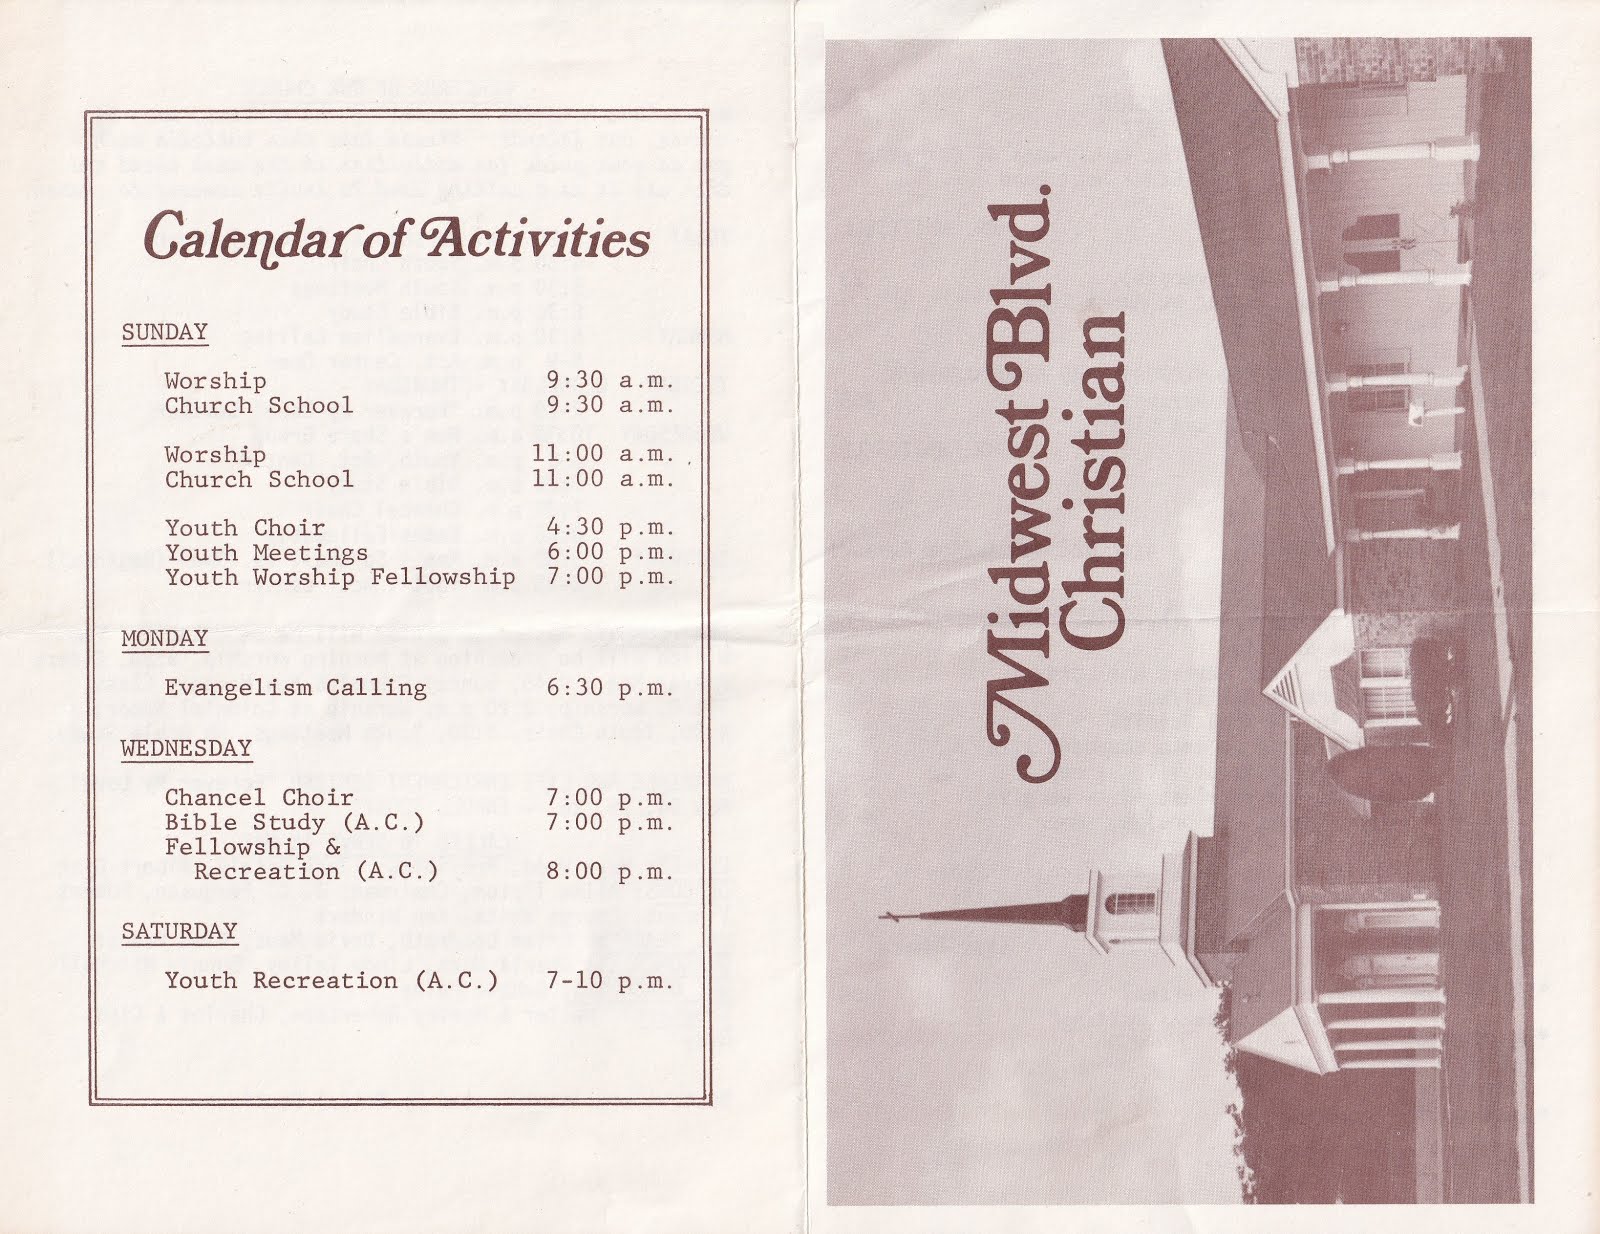 Calendar of Activities
SUNDAY
Worship 9:30 a.m.
Church School 9:30 a.m.
Worship 11:00 a.m.
Church School 11:00 a.m.
Youth Choir 4:30 p.m.
Youth Meetings 6:00 p.m.
Youth Worship Fellowship 7:00 p.m.
MONDAY
Evangelism Calling 6:30 p.m.
WEDNESDAY
Chancel Choir 7:00 p.m.
Bible Study (A.C.) 7:00 p.m.
Fellowship &
Recreation (A.C.) 8:00 p.m.
SATURDAY
Youth Recreation (A.C.) 7-10 p.m.
Midwest Blvd.
Christian